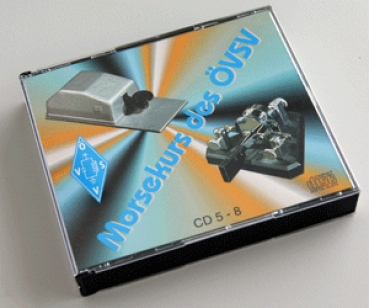 Morsekurs des ÖVSV
Ö
V S
V
CD 5 - 8